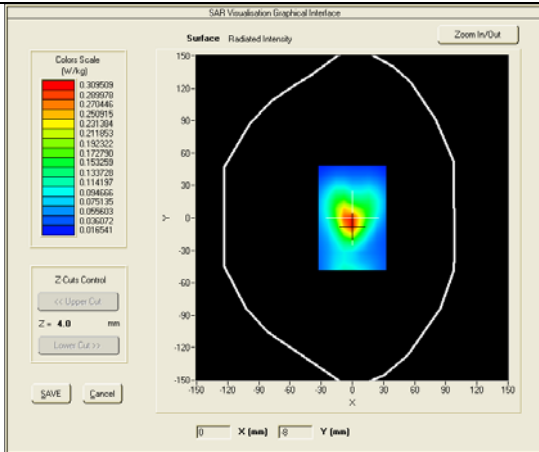 SAR Visualisation Graphical Interface
Surface Radiated Intensity
Zoom In/Out
Colors Scale
(W/kg)
0.309509
0.289978
0.270446
0.250915
0.231384
0.211853
0.192322
0.172790
0.153259
0.133728
0.114197
0.094666
0.075135
0.055603
0.036072
0.016541
Z-Cuts Control
<< Upper Cut
Z = 4.0 mm
Lower Cut >>
SAVE Cancel
150
120
90
60
30
0
-30
-60
-90
-120
-150
Y
-150 -120 -90 -60 -30 0 30 60 90 120 150
X
0 X (mm) -8 Y (mm)